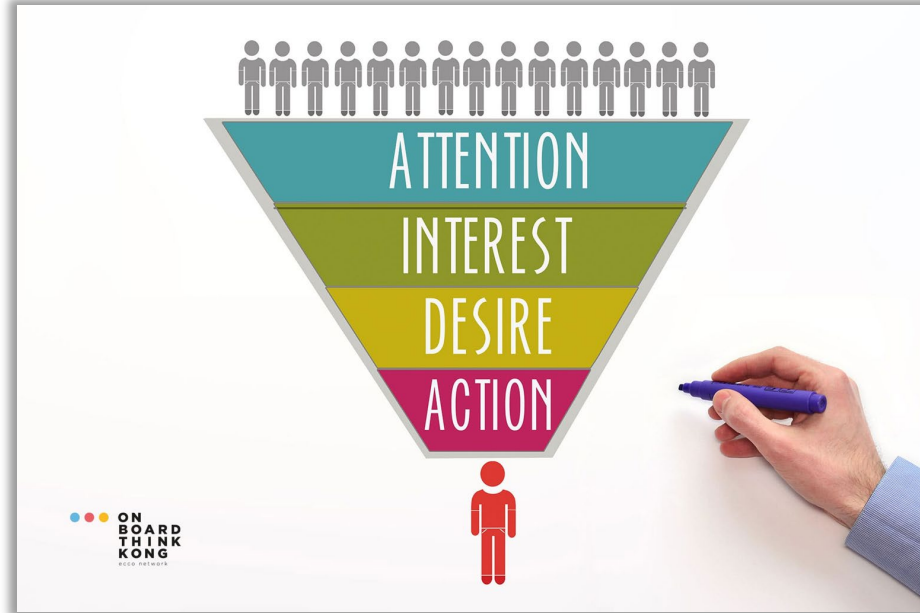 ATTENTION
INTEREST
DESIRE
ACTION
ON
BOARD
THINK
KONG
ecco network